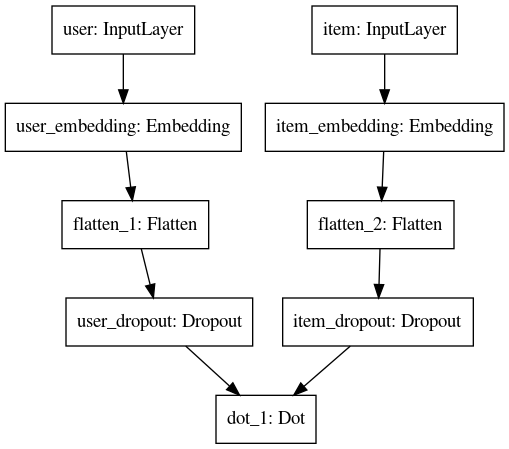 user: InputLayer
item: InputLayer
user_embedding: Embedding
item_embedding: Embedding
flatten_1: Flatten
flatten_2: Flatten
user_dropout: Dropout
item_dropout: Dropout
dot_1: Dot